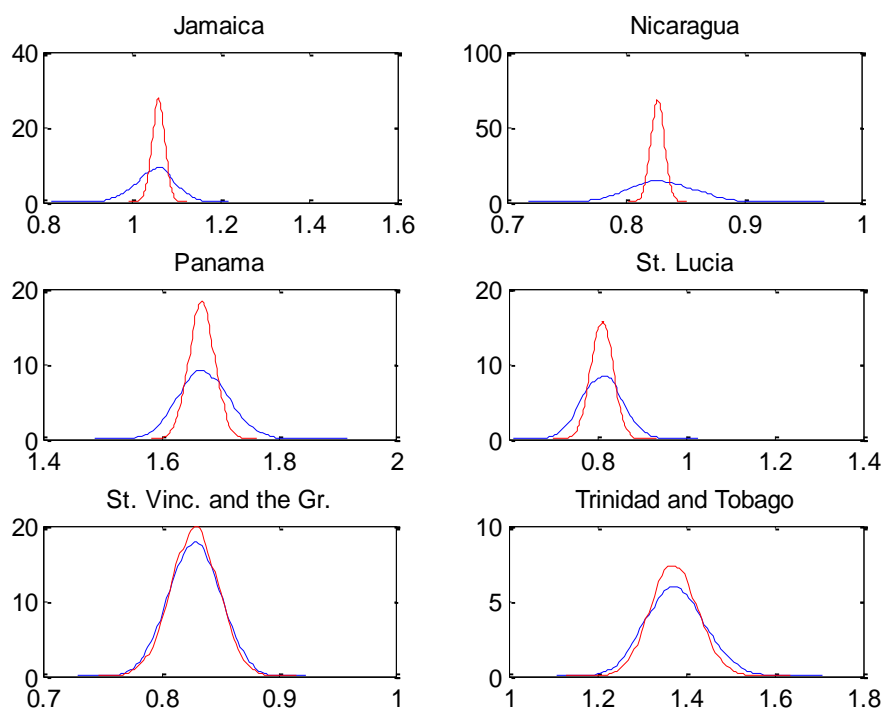 Jamaica
40
20
0
0.8 1 1.2 1.4 1.6
Nicaragua
100
50
0
0.7 0.8 0.9 1
Panama
20
10
0
1.4 1.6 1.8 2
St. Lucia
20
10
0
0.8 1 1.2 1.4
St. Vinc. and the Gr.
20
10
0
0.7 0.8 0.9 1
Trinidad and Tobago
10
5
0
1 1.2 1.4 1.6 1.8